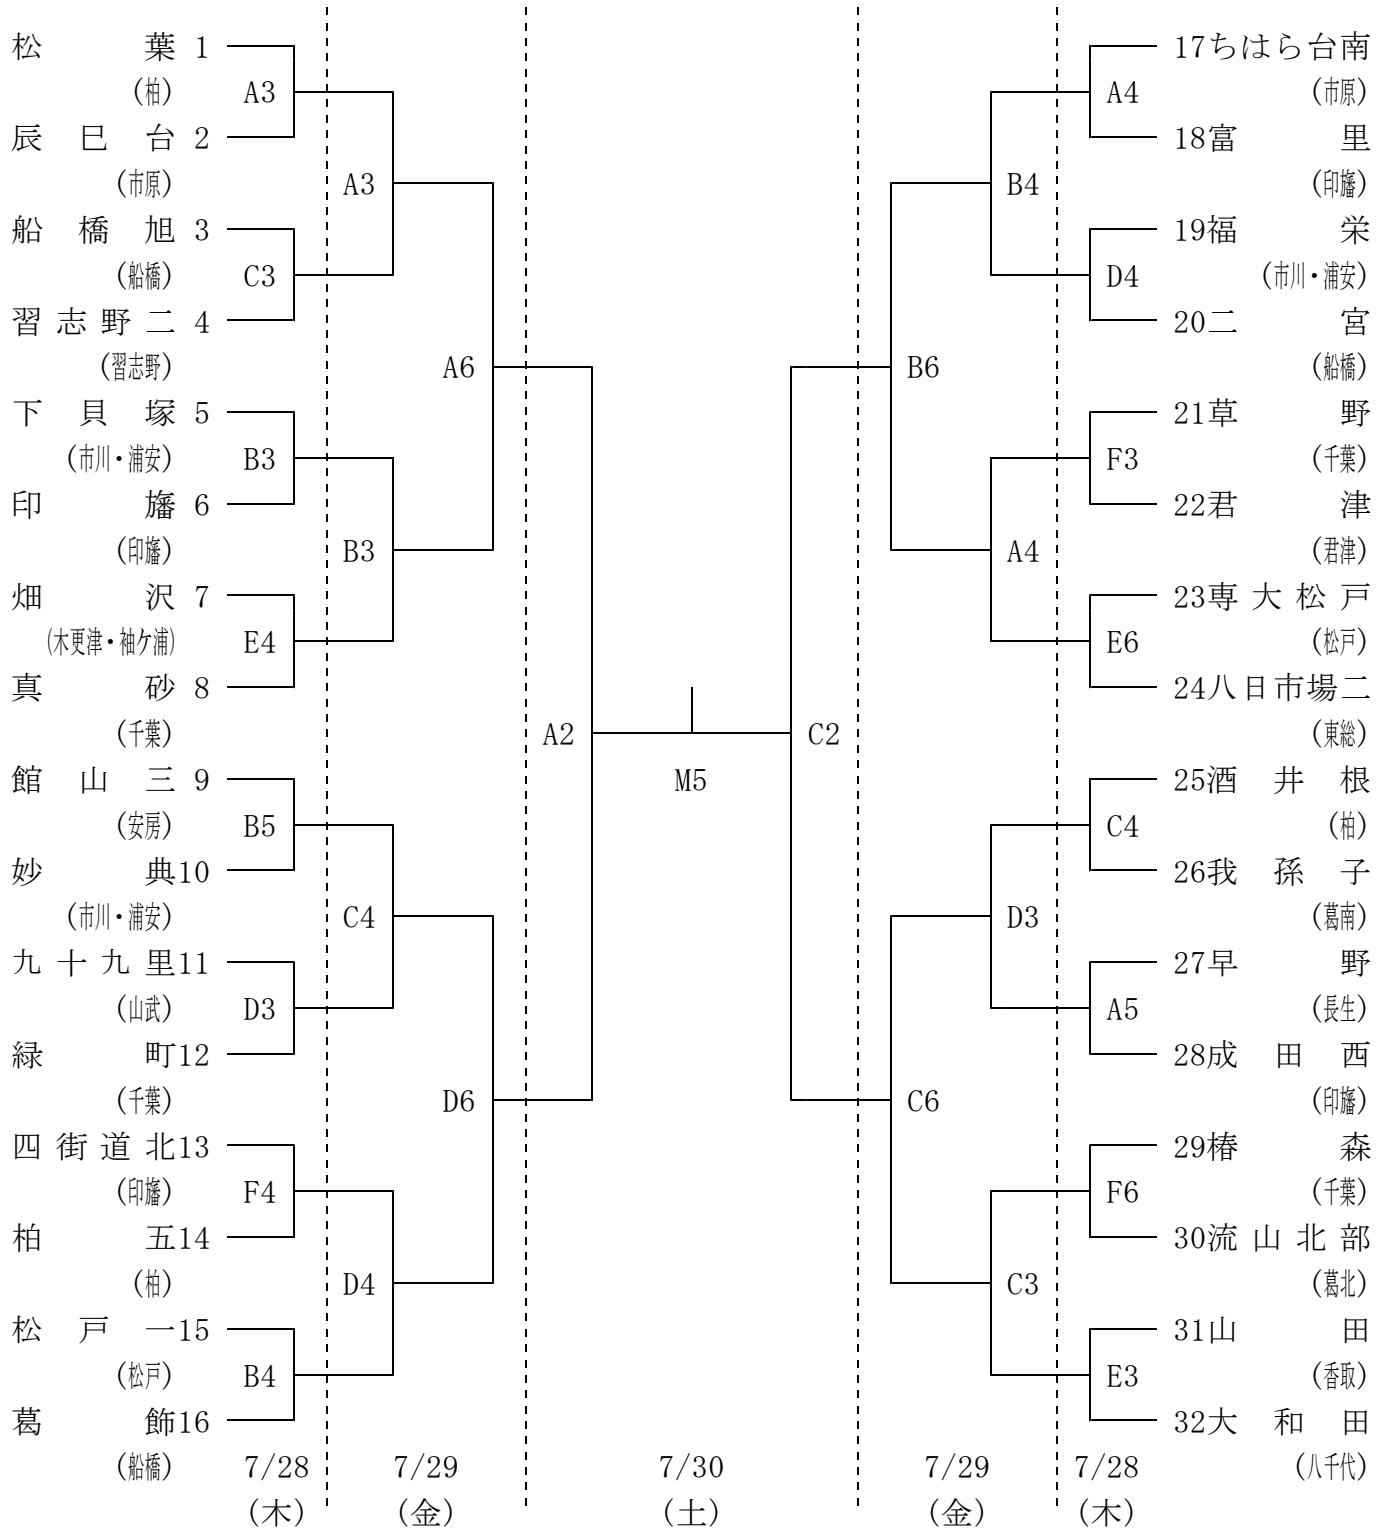 松葉 1
17ちはら台南
(柏)
A3
A4
(市原)
辰巳台 2
18富里
(市原)
A3
B4
(印旛)
船橋旭 3
19福栄
(船橋)
C3
D4
(市川・浦安)
習志野二 4
20二宮
(習志野)
A6
B6
(船橋)
下貝塚 5
21草野
(市川・浦安)
B3
F3
(千葉)
印旛 6
22君津
(印旛)
B3
A4
(君津)
畑沢 7
23専大松戸
(木更津・袖ケ浦)
E4
E6
(松戸)
真砂 8
24八日市場二
(千葉)
A2
C2
(東総)
館山三 9
M5
25酒井根
(安房)
B5
C4
(柏)
妙典10
26我孫子
(市川・浦安)
C4
D3
(葛南)
九十九里11
27早野
(山武)
D3
A5
(長生)
緑町12
28成田西
(千葉)
D6
C6
(印旛)
四街道北13
29椿森
(印旛)
F4
F6
(千葉)
柏五14
30流山北部
(柏)
D4
C3
(葛北)
松戸一15
31山田
(松戸)
B4
E3
(香取)
葛飾16
32大和田
(船橋)
7/28
7/29
7/30
7/29
7/28
(八千代)
(木)
(金)
(土)
(金)
(木)